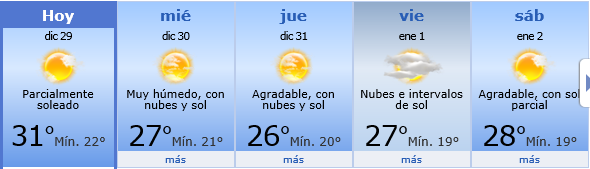 Hoy
dic 29
Parcialmente
soleado
31° Mín. 22°
mié
dic 30
Muy húmedo, con
nubes y sol
27° Mín. 21°
más
jue
dic 31
Agradable, con
nubes y sol
26° Mín. 20°
más
vie
ene 1
Nubes e intervalos
de sol
27° Mín. 19°
más
sáb
ene 2
Agradable, con sol
parcial
28° Mín. 19°
más